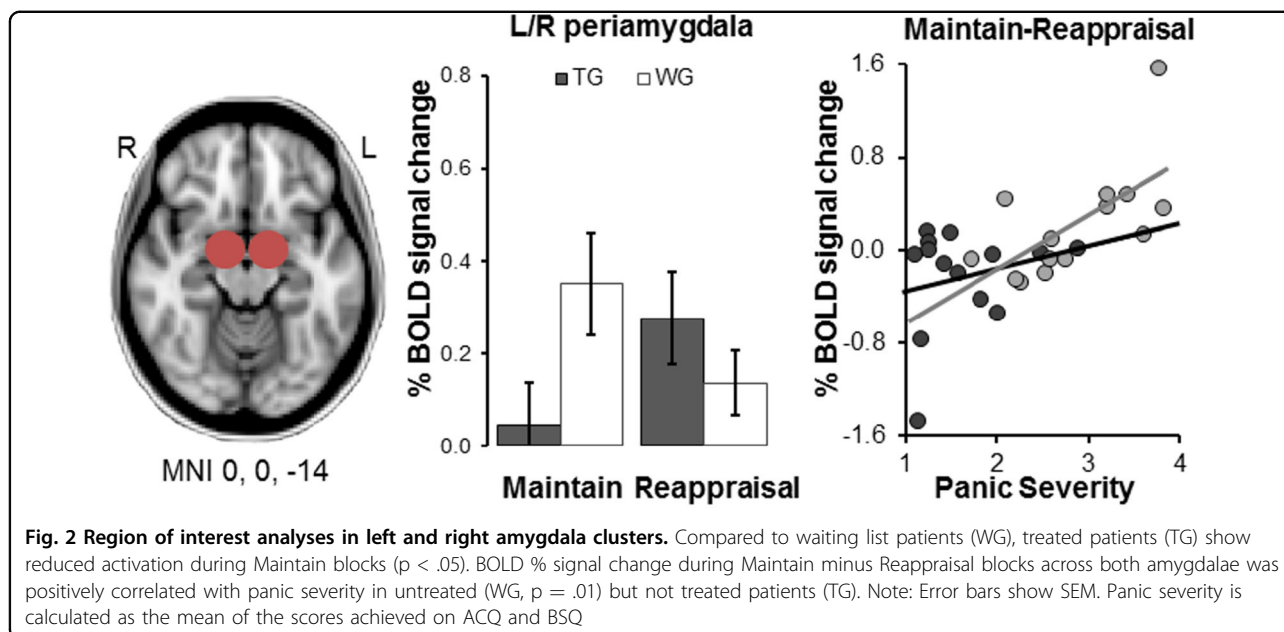 L/R periamygdala
Maintain-Reappraisal
R
L
MNI 0, 0, -14
% BOLD signal change
0.8
0.6
0.4
0.2
0.0
TG
WG
Maintain Reappraisal
% BOLD signal change
1.6
0.8
0.0
-0.8
-1.6
1 2 3 4
Panic Severity
Fig. 2 Region of interest analyses in left and right amygdala clusters. Compared to waiting list patients (WG), treated patients (TG) show
reduced activation during Maintain blocks (p < .05). BOLD % signal change during Maintain minus Reappraisal blocks across both amygdalae was
positively correlated with panic severity in untreated (WG, p = .01) but not treated patients (TG). Note: Error bars show SEM. Panic severity is
calculated as the mean of the scores achieved on ACQ and BSQ